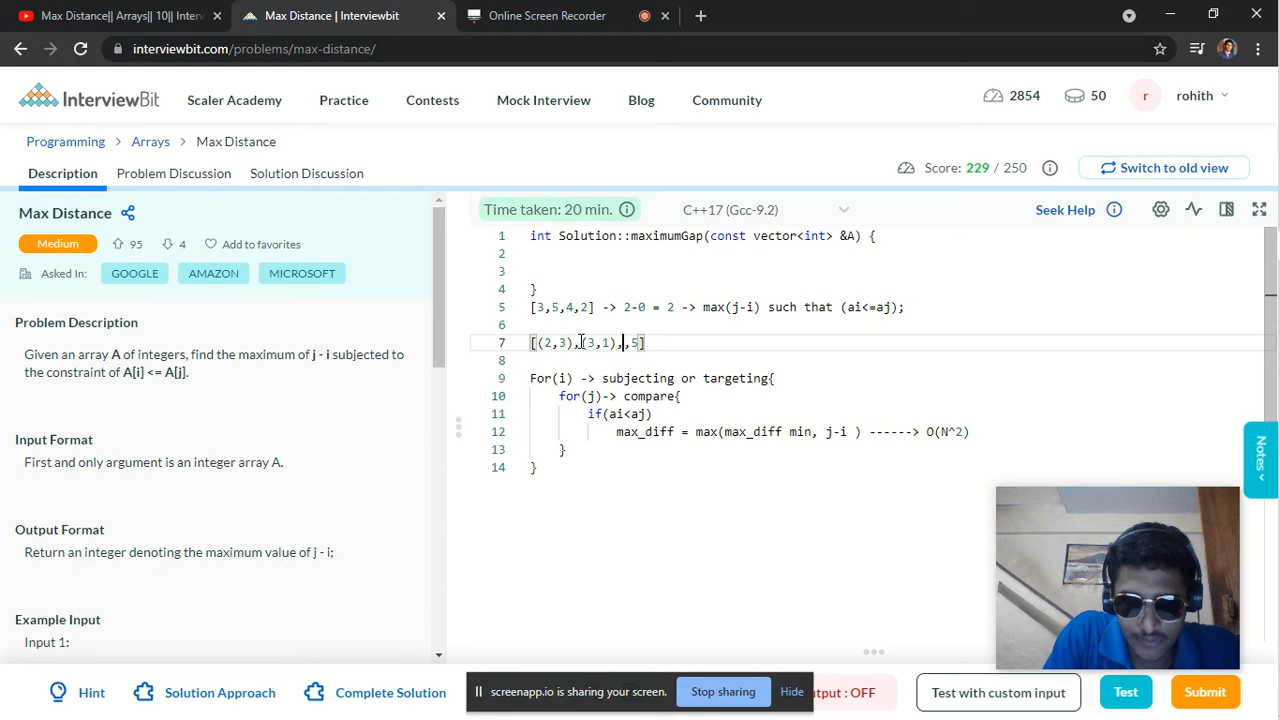 Max Distance|| Arrays|| 10|| Interv
Max Distance | Interviewbit
Online Screen Recorder
interviewbit.com/problems/max-distance/
InterviewBit
Scaler Academy
Practice
Contests
Mock Interview
Blog
Community
2854
50
r
rohith
Programming > Arrays > Max Distance
Description
Problem Discussion
Solution Discussion
Score: 229 / 250
Switch to old view
Max Distance
Medium
95
4
Add to favorites
Asked In:
GOOGLE
AMAZON
MICROSOFT
Problem Description
Given an array A of integers, find the maximum of j - i subjected to
the constraint of A[i] <= A[j].
Input Format
First and only argument is an integer array A.
Output Format
Return an integer denoting the maximum value of j - i;
Example Input
Input 1:
Time taken: 20 min.
C++17 (Gcc-9.2)
Seek Help
1 int Solution::maximumGap(const vector<int> &A) {
2
3
4 }
5 [3,5,4,2] -> 2-0 = 2 -> max(j-i) such that (ai<=aj);
6
7 [(2,3),(3,1),,5]
8
9 For(i) -> subjecting or targeting{
10 for(j)-> compare{
11 if(ai<aj)
12 max_diff = max(max_diff min, j-i ) ------> O(N^2)
13 }
14 }
Notes
Hint
Solution Approach
Complete Solution
screenapp.io is sharing your screen.
Stop sharing
Hide
utput : OFF
Test with custom input
Test
Submit